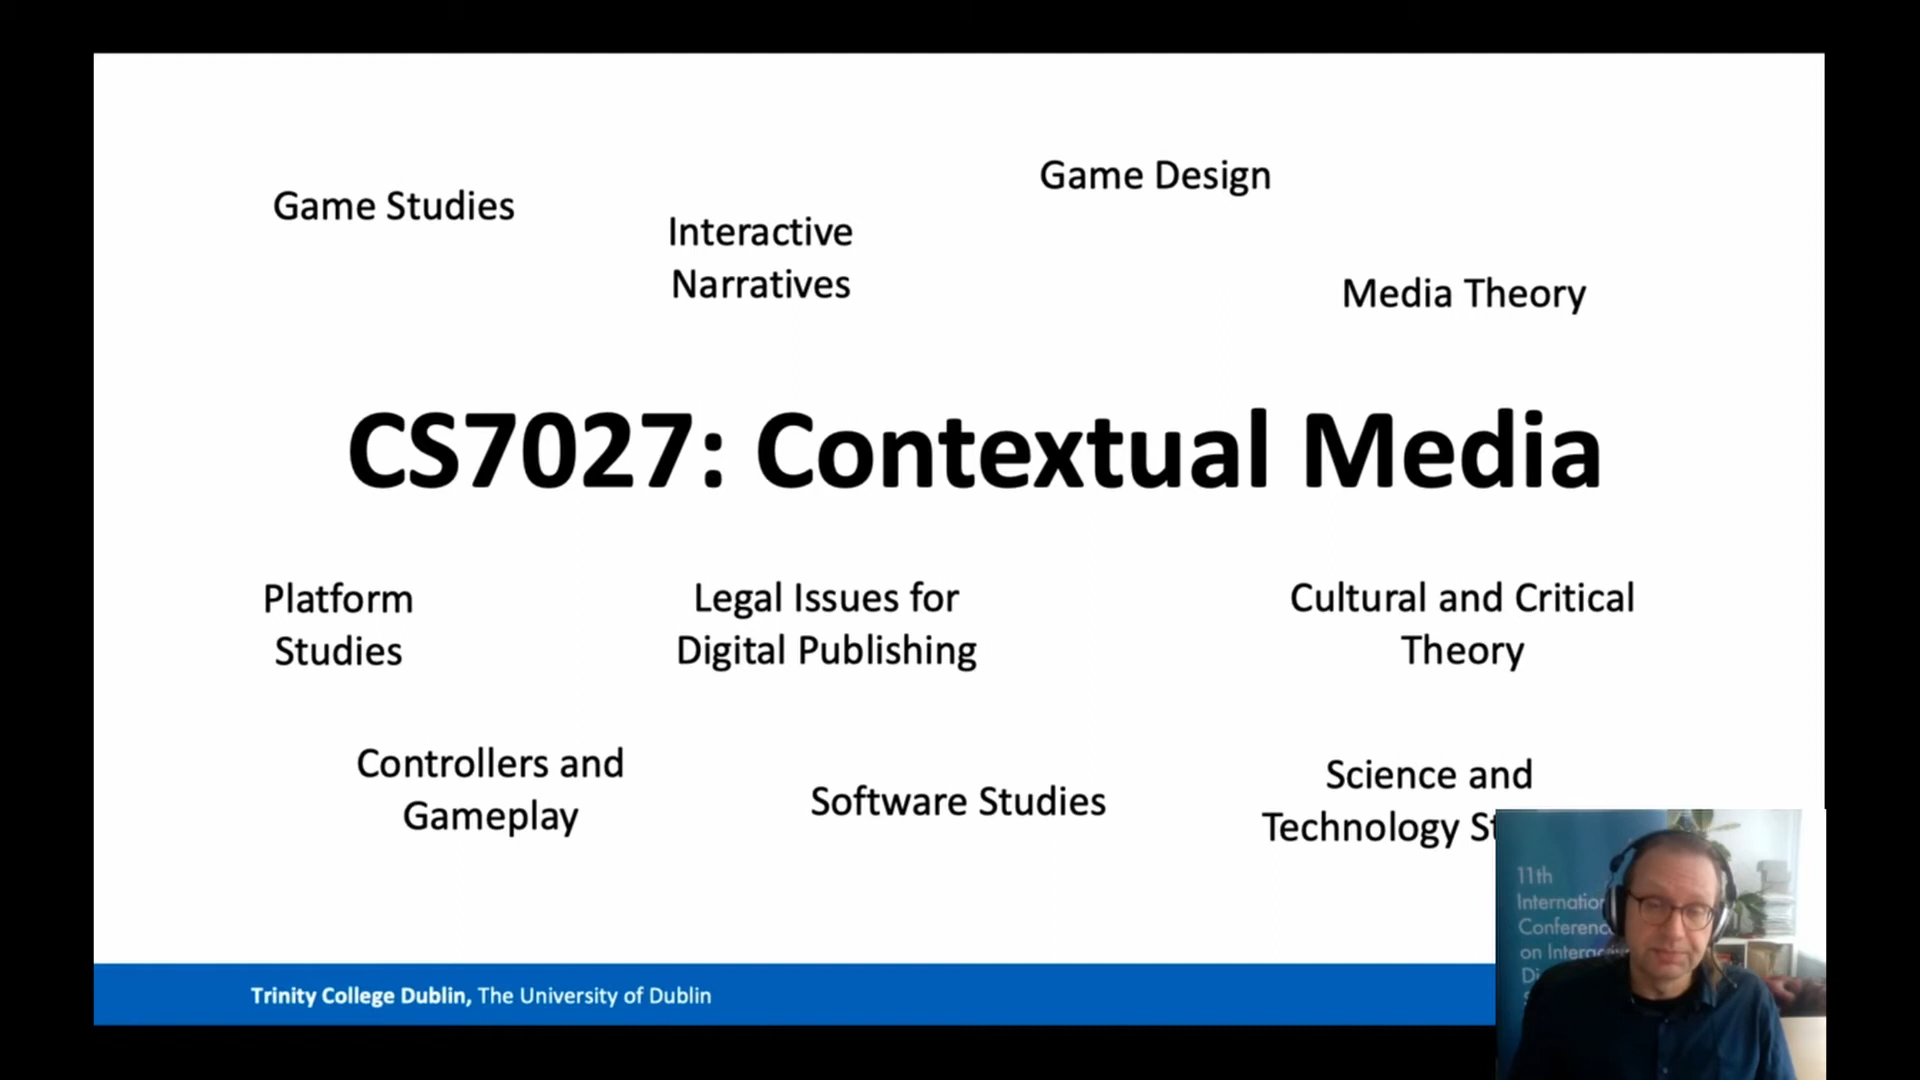 Game Studies
Interactive
Narratives
Game Design
Media Theory
CS7027: Contextual Media
Platform
Studies
Legal Issues for
Digital Publishing
Cultural and Critical
Theory
Controllers and
Gameplay
Software Studies
Science and
Technology
11th
Conference
on
Trinity College Dublin, The University of Dublin